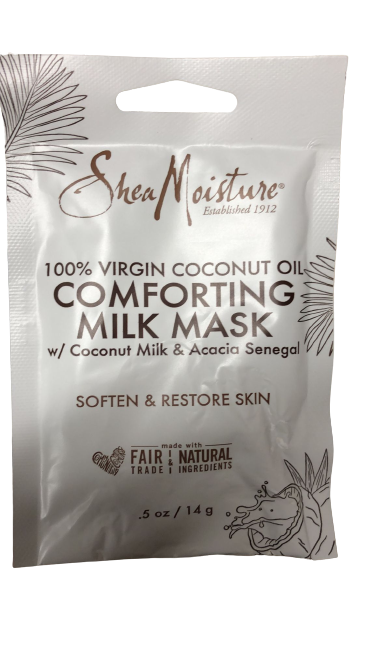 SheaMoisture®
Established 1912
100% VIRGIN COCONUT OIL
COMFORTING
MILK MASK
w/ Coconut Milk & Acacia Senegal
SOFTEN & RESTORE SKIN
made with
FAIR & NATURAL
TRADE INGREDIENTS
.5 oz / 14 g